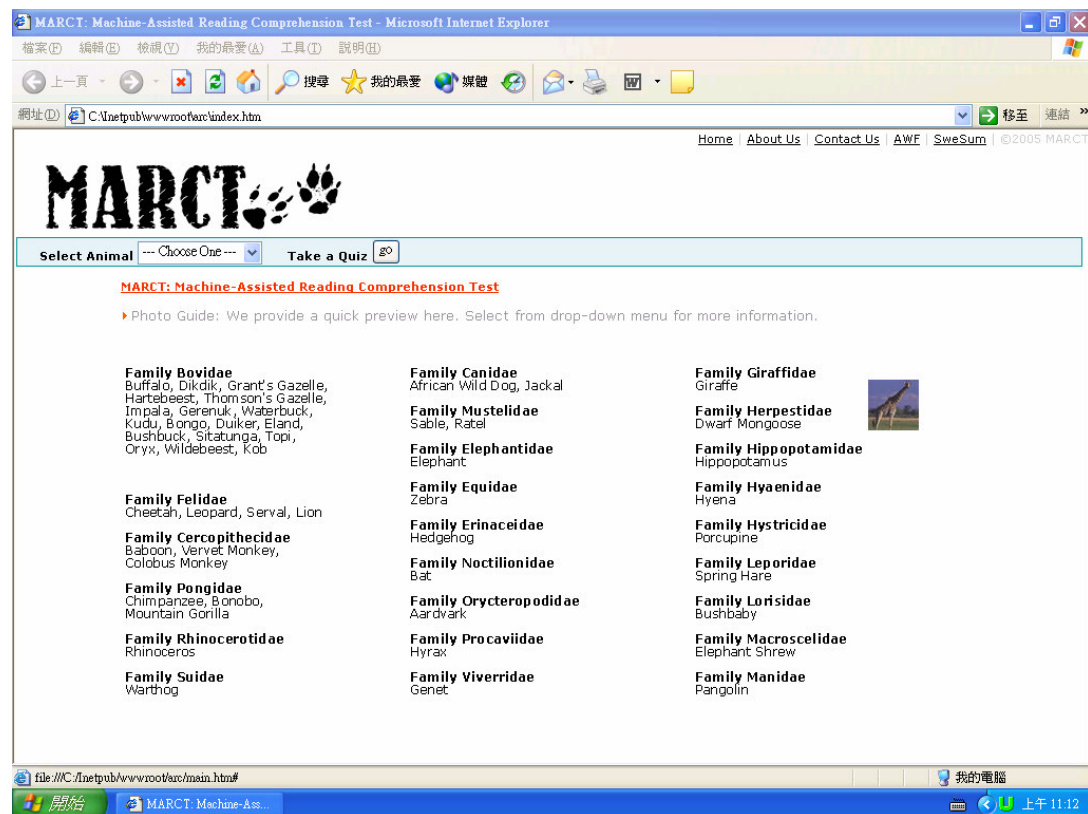 MARCT: Machine-Assisted Reading Comprehension Test - Microsoft Internet Explorer
檔案(F) 編輯(E) 檢視(V) 我的最愛(A) 工具(T) 說明(H)
上一頁 搜尋 我的最愛 媒體
網址(D) C:\Inetpub\wwwroot\arc\index.htm 移至 連結 »
Home | About Us | Contact Us | AWF | SweSum | ©2005 MARCT
MARCT
Select Animal --- Choose One --- Take a Quiz go
MARCT: Machine-Assisted Reading Comprehension Test
Photo Guide: We provide a quick preview here. Select from drop-down menu for more information.
Family Bovidae
Buffalo, Dikdik, Grant's Gazelle,
Hartebeest, Thomson's Gazelle,
Impala, Gerenuk, Waterbuck,
Kudu, Bongo, Duiker, Eland,
Bushbuck, Sitatunga, Topi,
Oryx, Wildebeest, Kob
Family Felidae
Cheetah, Leopard, Serval, Lion
Family Cercopithecidae
Baboon, Vervet Monkey,
Colobus Monkey
Family Pongidae
Chimpanzee, Bonobo,
Mountain Gorilla
Family Rhinocerotidae
Rhinoceros
Family Suidae
Warthog
Family Canidae
African Wild Dog, Jackal
Family Mustelidae
Sable, Ratel
Family Elephantidae
Elephant
Family Equidae
Zebra
Family Erinaceidae
Hedgehog
Family Noctilionidae
Bat
Family Orycteropodidae
Aardvark
Family Procaviidae
Hyrax
Family Viverridae
Genet
Family Giraffidae
Giraffe
Family Herpestidae
Dwarf Mongoose
Family Hippopotamidae
Hippopotamus
Family Hyaenidae
Hyena
Family Hystricidae
Porcupine
Family Leporidae
Spring Hare
Family Lorisidae
Bushbaby
Family Macroscelidae
Elephant Shrew
Family Manidae
Pangolin
file:///C:/Inetpub/wwwroot/arc/main.htm# 我的電腦
開始 MARCT: Machine-Ass... 上午 11:12